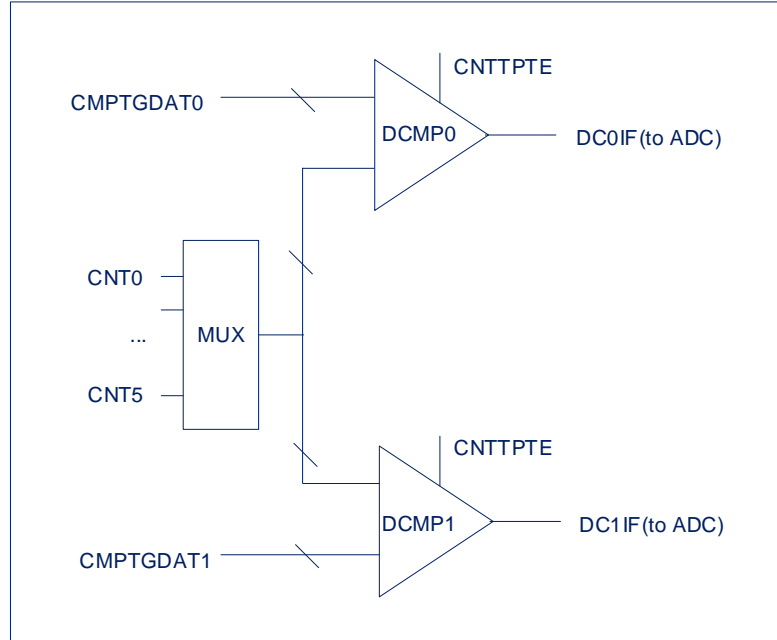 CNTTPTE
CMPTGDAT0
DCMP0
DC0IF(to ADC)
CNT0
...
MUX
CNT5
CNTTPTE
DCMP1
DC1IF(to ADC)
CMPTGDAT1